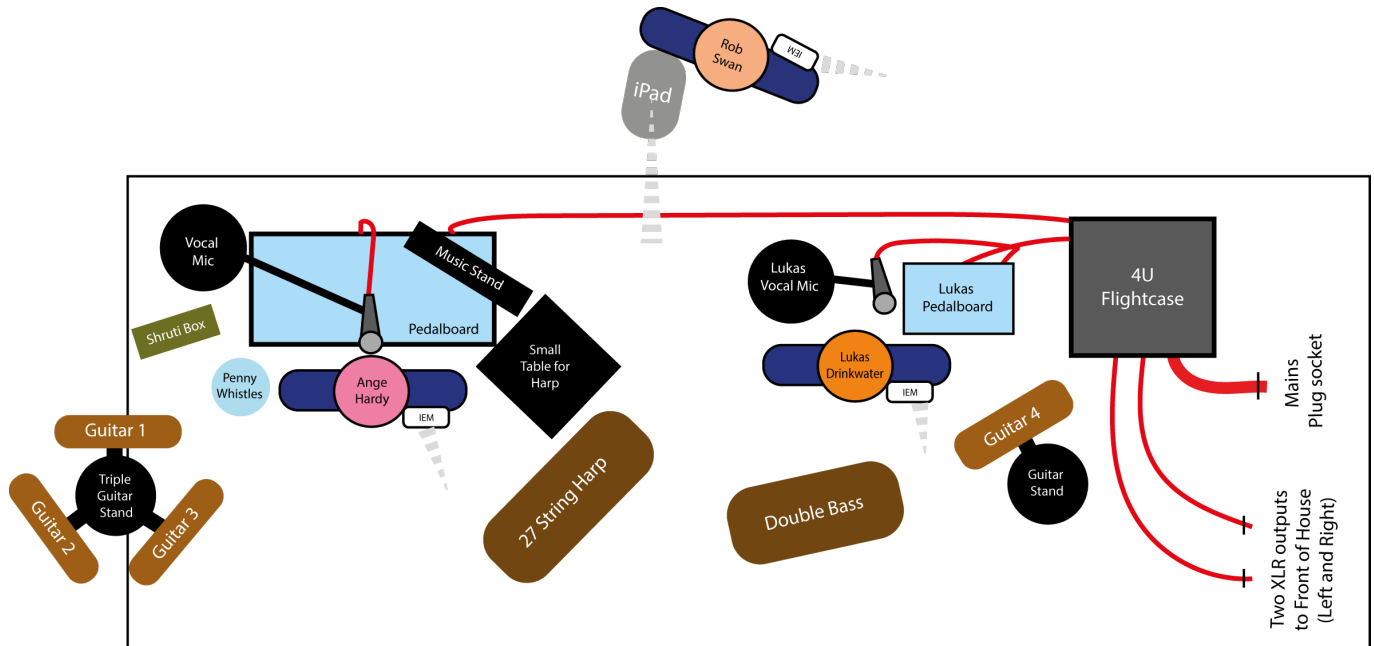 Rob
Swan
IEM
iPad
Vocal
Mic
Music Stand
Pedalboard
Shruti Box
Penny
Whistles
Ange
Hardy
IEM
Small
Table for
Harp
27 String Harp
Guitar 1
Triple
Guitar
Stand
Guitar 2
Guitar 3
Lukas
Vocal Mic
Lukas
Pedalboard
Lukas
Drinkwater
IEM
Double Bass
Guitar 4
Guitar
Stand
4U
Flightcase
Mains
Plug socket
Two XLR outputs
to Front of House
(Left and Right)